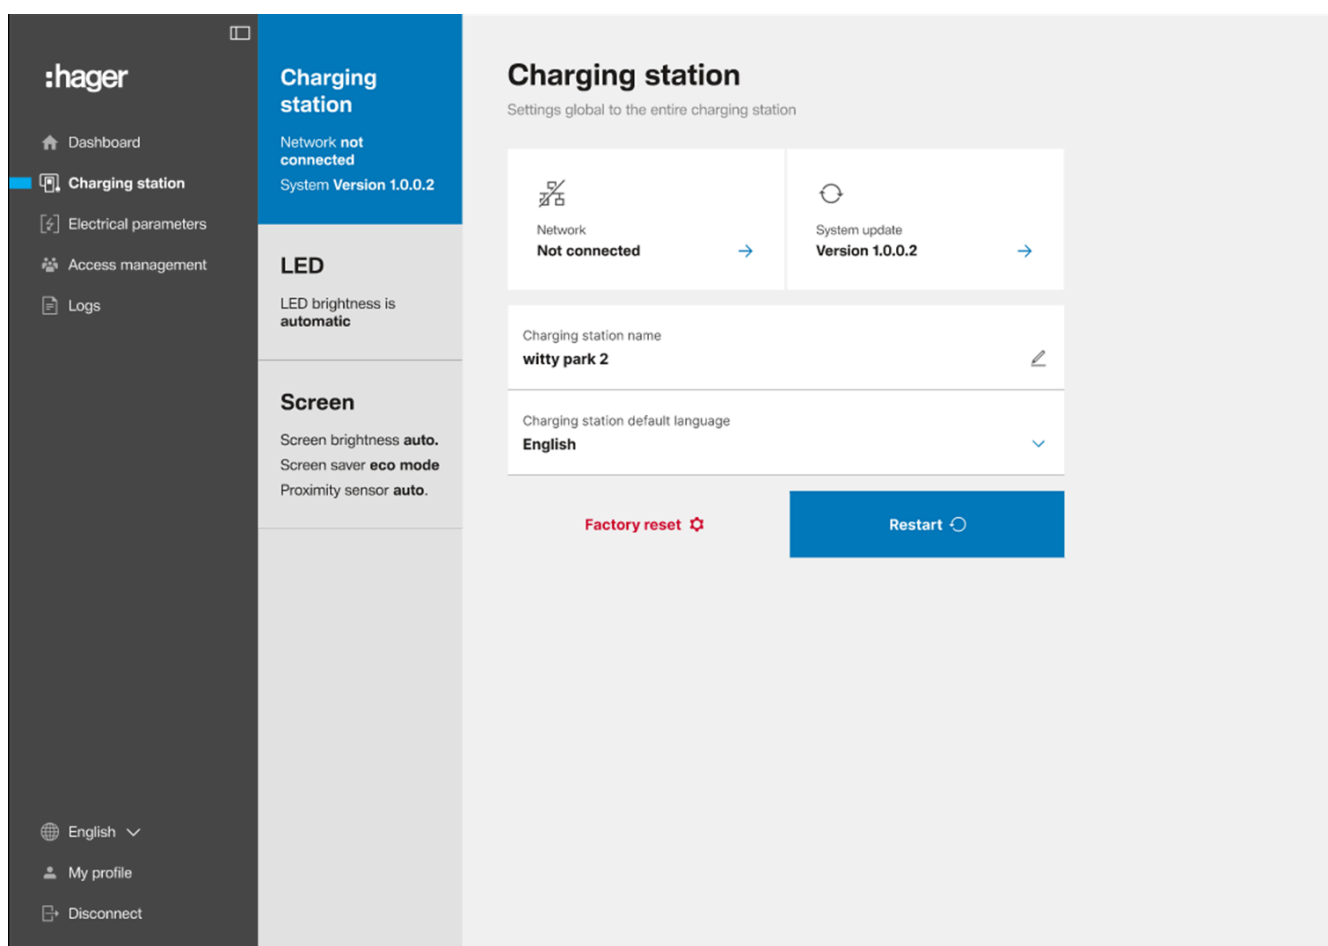 :hager
Dashboard
Charging station
Electrical parameters
Access management
Logs
English
My profile
Disconnect
Charging
station
Network not
connected
System Version 1.0.0.2
LED
LED brightness is
automatic
Screen
Screen brightness auto.
Screen saver eco mode
Proximity sensor auto.
Charging station
Settings global to the entire charging station
Network
Not connected
System update
Version 1.0.0.2
Charging station name
witty park 2
Charging station default language
English
Factory reset
Restart